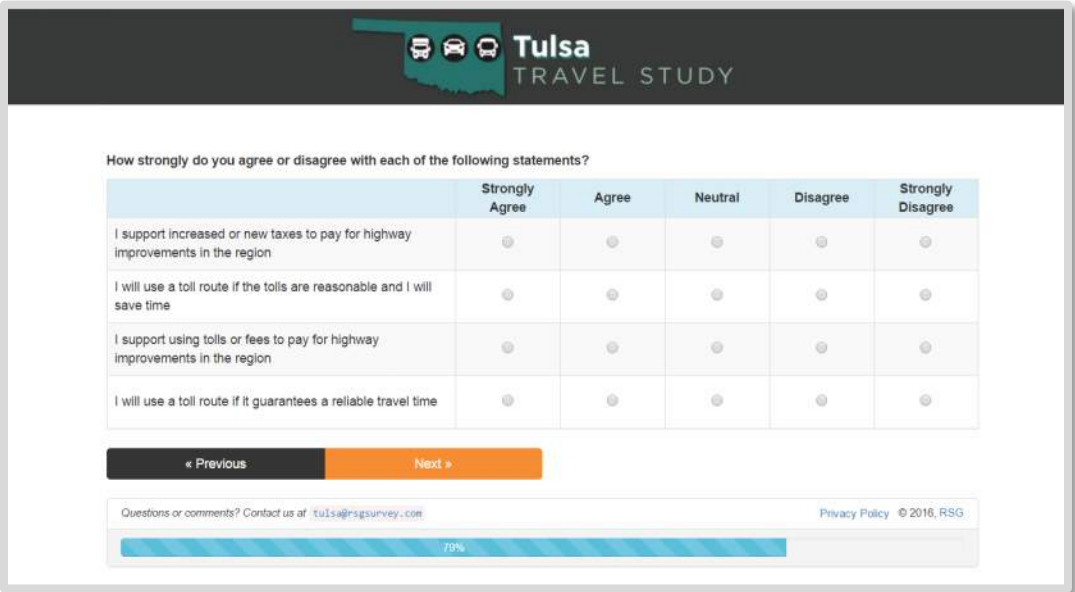 Tulsa
TRAVEL STUDY
How strongly do you agree or disagree with each of the following statements?
Strongly Agree Agree Neutral Disagree Strongly Disagree
I support increased or new taxes to pay for highway
improvements in the region
I will use a toll route if the tolls are reasonable and I will
save time
I support using tolls or fees to pay for highway
improvements in the region
I will use a toll route if it guarantees a reliable travel time
« Previous Next »
Questions or comments? Contact us at tulsa@rsgsurvey.com Privacy Policy © 2016, RSG
79%